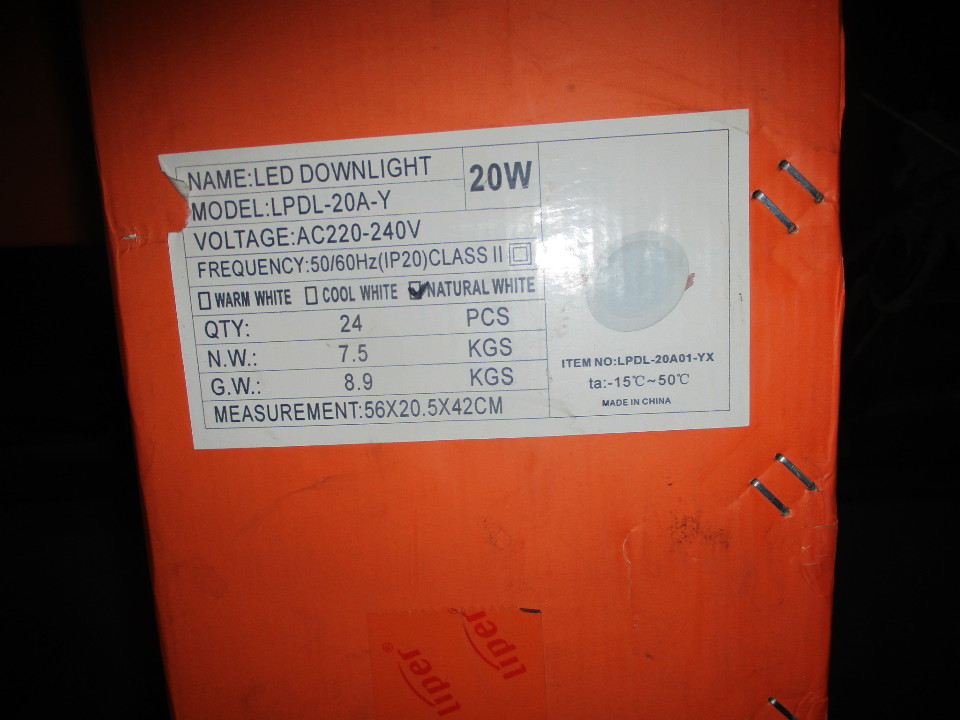 NAME:LED DOWNLIGHT
20W
MODEL:LPDL-20A-Y
VOLTAGE:AC220-240V
FREQUENCY:50/60Hz(IP20)CLASS II
WARM WHITE COOL WHITE NATURAL WHITE
QTY: 24 PCS
N.W.: 7.5 KGS
G.W.: 8.9 KGS
MEASUREMENT:56X20.5X42CM
ITEM NO:LPDL-20A01-YX
ta:-15℃~50℃
MADE IN CHINA
liper®
liper